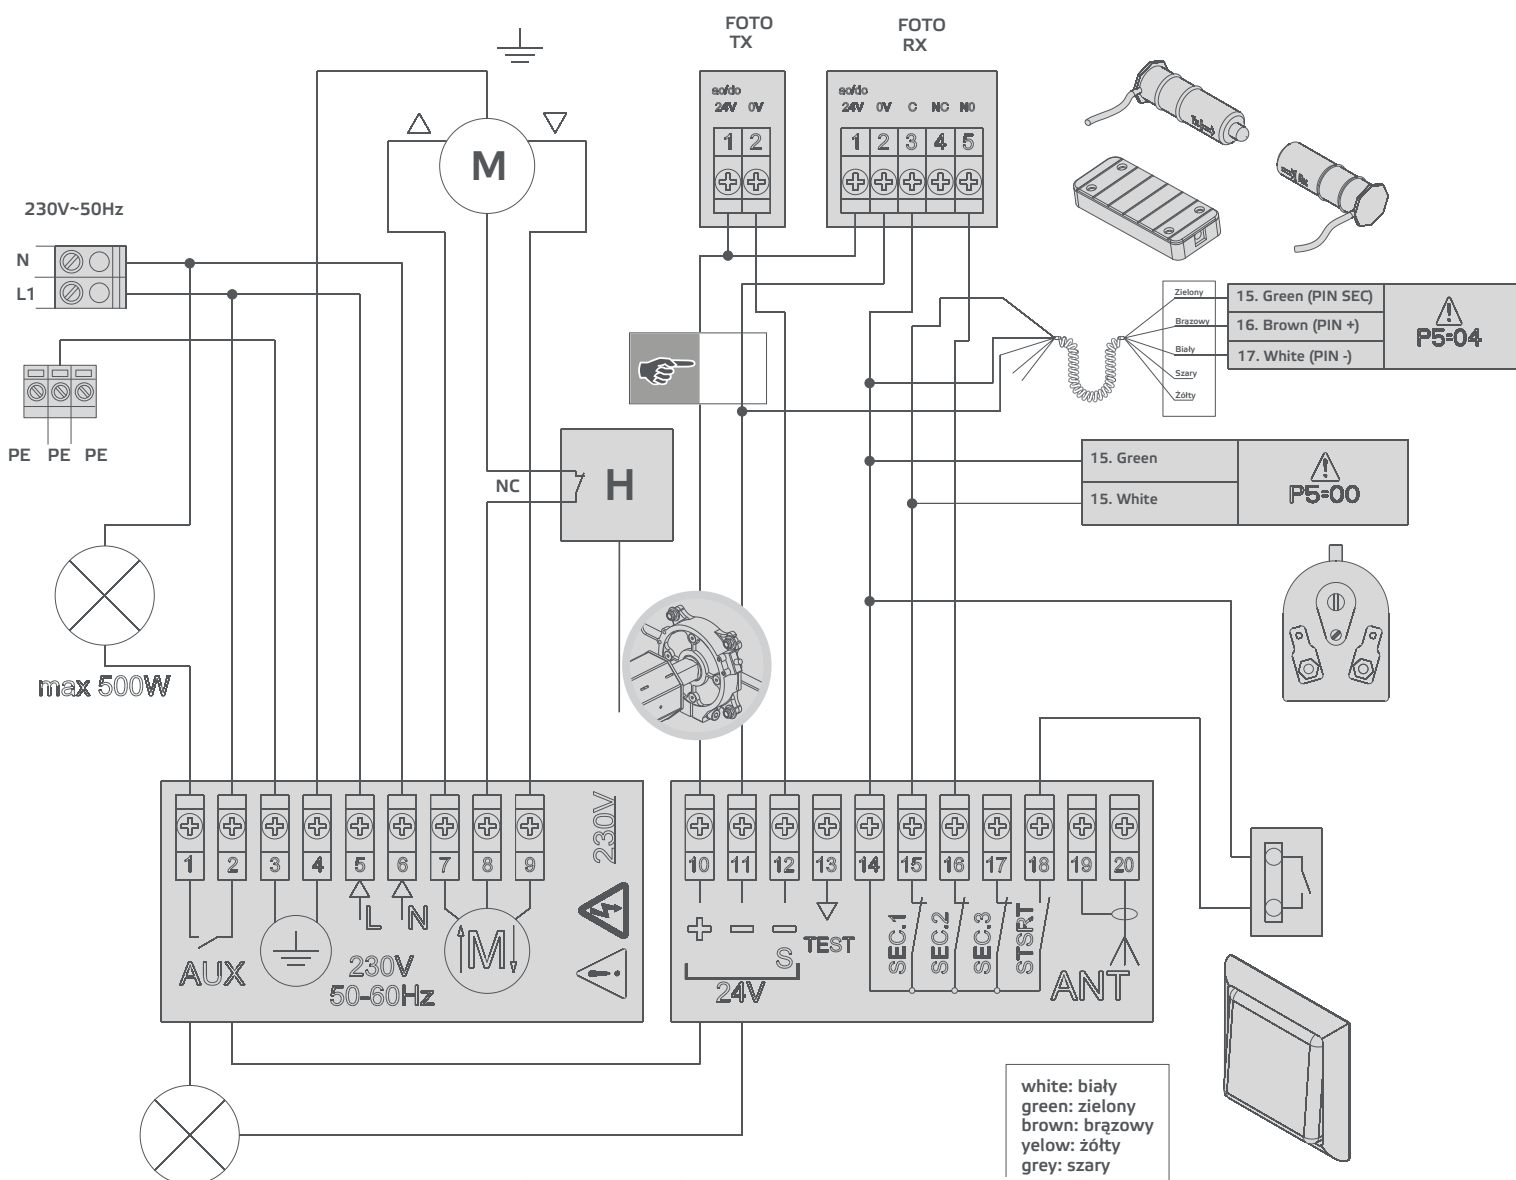 FOTO
TX
FOTO
RX
ac/dc
24V 0V
1 2
ac/dc
24V 0V C NC NO
1 2 3 4 5
M
230V~50Hz
N
L1
PE PE PE
Zielony
Brązowy
Biały
Szary
Żółty
15. Green (PIN SEC)
16. Brown (PIN +)
17. White (PIN -)
P5=04
NC
H
15. Green
15. White
P5=00
max 500W
1 2 3 4 5 6 7 8 9
230V
L N
AUX
230V
50-60Hz
M
10 11 12 13 14 15 16 17 18 19 20
+ - -
S
24V
TEST
SEC.1
SEC.2
SEC.3
STSRT
ANT
white: biały
green: zielony
brown: brązowy
yelow: żółty
grey: szary